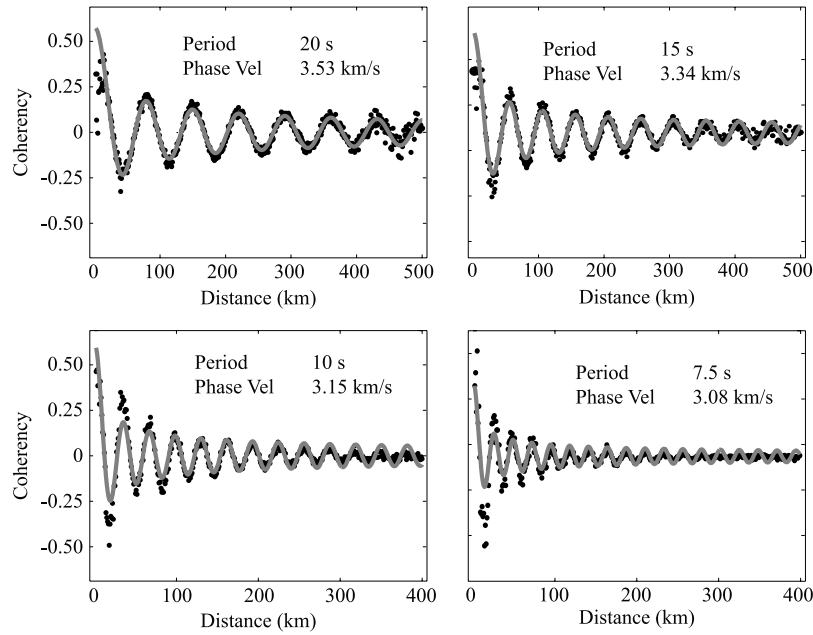 0.50
0.25
0
-0.25
-0.50
Coherency
Period 20 s
Phase Vel 3.53 km/s
0 100 200 300 400 500
Distance (km)
Period 15 s
Phase Vel 3.34 km/s
0 100 200 300 400 500
Distance (km)
0.50
0.25
0
-0.25
-0.50
Coherency
Period 10 s
Phase Vel 3.15 km/s
0 100 200 300 400
Distance (km)
Period 7.5 s
Phase Vel 3.08 km/s
0 100 200 300 400
Distance (km)